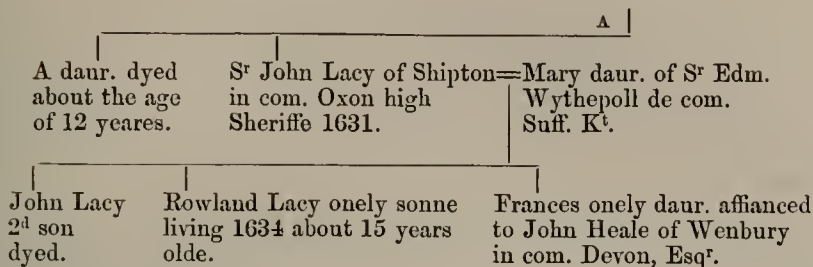 A
A daur. dyed
about the age
of 12 yeares.
Sr John Lacy of Shipton=Mary daur. of Sr Edm.
in com. Oxon high
Sheriffe 1631.
Wythepoll de com.
Suff. Kt.
John Lacy
2d son
dyed.
Rowland Lacy onely sonne
living 1634 about 15 years
olde.
Frances onely daur. affianced
to John Heale of Wenbury
in com. Devon, Esqr.